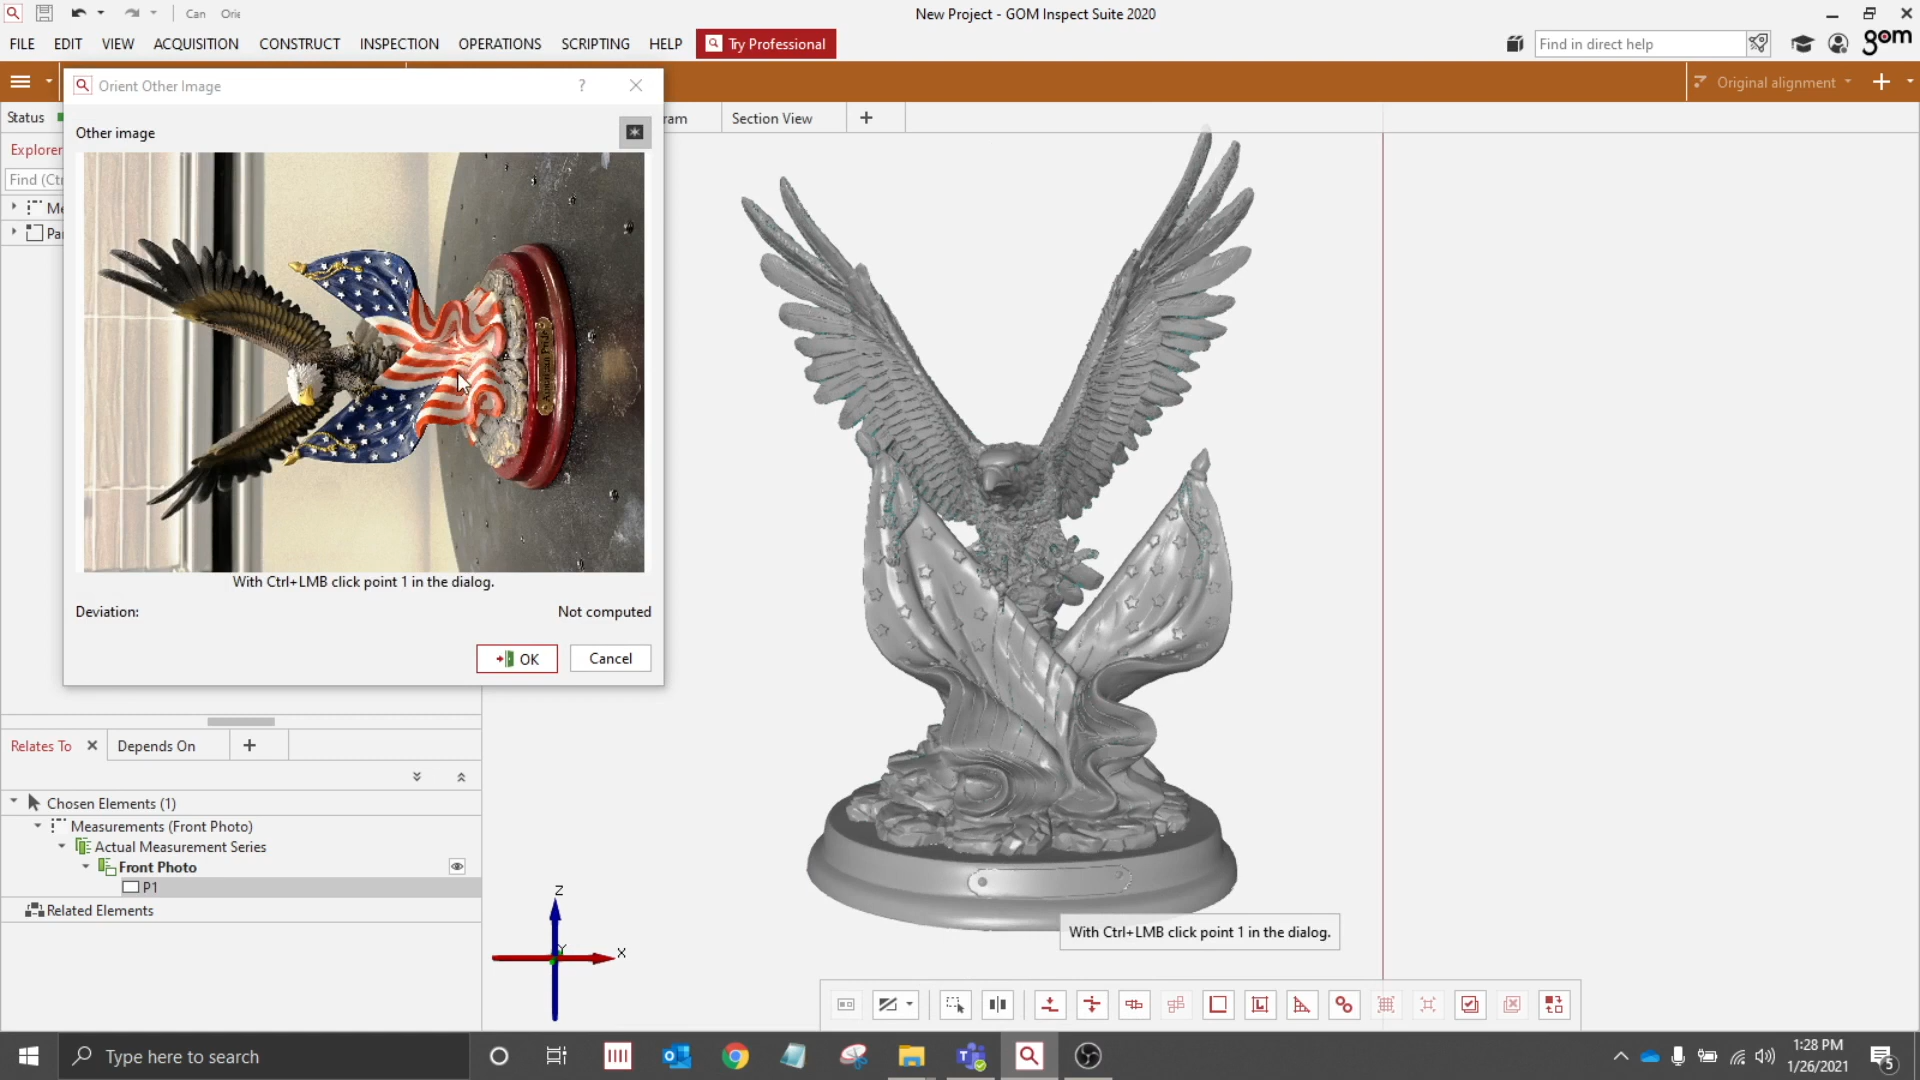 Can
Orie
New Project - GOM Inspect Suite 2020
FILE EDIT VIEW ACQUISITION CONSTRUCT INSPECTION OPERATIONS SCRIPTING HELP Try Professional
Find in direct help
gom
Original alignment
Orient Other Image ?
Status
ram
Section View
Explorer
Find (Ctr
Me
Pa
Other image
American Pride
With Ctrl+LMB click point 1 in the dialog.
Deviation: Not computed
OK Cancel
Relates To
Depends On
Chosen Elements (1)
Measurements (Front Photo)
Actual Measurement Series
Front Photo
P1
Related Elements
Z
Y
X
With Ctrl+LMB click point 1 in the dialog.
Type here to search
1:28 PM
1/26/2021
5